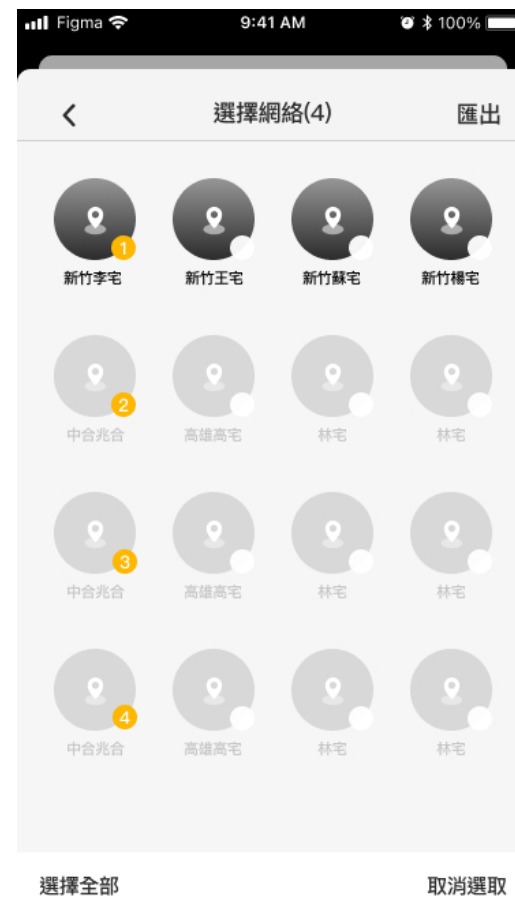 Figma 9:41 AM 100%
選擇網絡(4) 匯出
1
新竹李宅 新竹王宅 新竹蘇宅 新竹楊宅
2
中合兆合 高雄高宅 林宅 林宅
3
中合兆合 高雄高宅 林宅 林宅
4
中合兆合 高雄高宅 林宅 林宅
選擇全部 取消選取